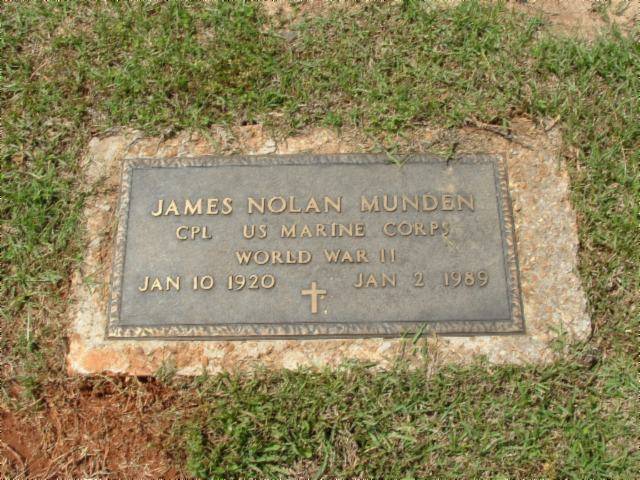 JAMES NOLAN MUNDEN
CPL US MARINE CORPS
WORLD WAR II
JAN 10 1920 JAN 2 1989